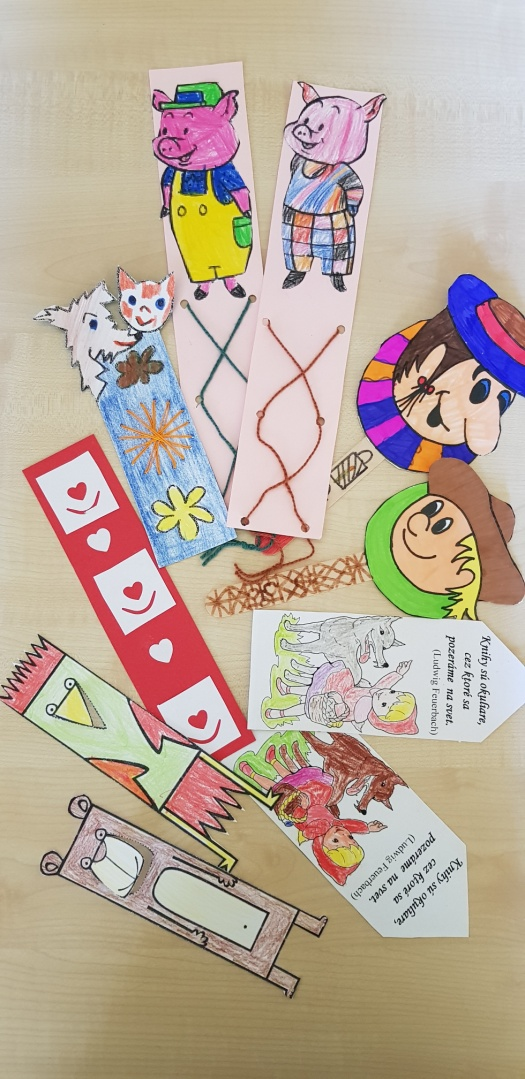 Knihy sú okuliare,
cez ktoré sa
pozeráme na svet.
(Ludwig Feuerbach)
Knihy sú okuliare,
cez ktoré sa
pozeráme na svet.
(Ludwig Feuerbach)